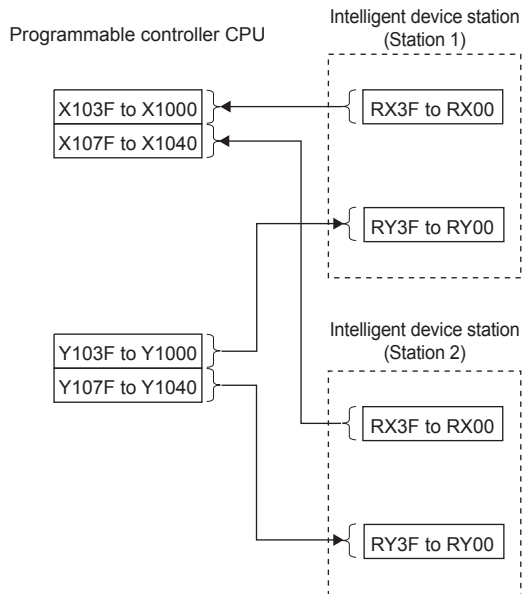 Programmable controller CPU
Intelligent device station
(Station 1)
X103F to X1000
X107F to X1040
RX3F to RX00
RY3F to RY00
Y103F to Y1000
Y107F to Y1040
Intelligent device station
(Station 2)
RX3F to RX00
RY3F to RY00